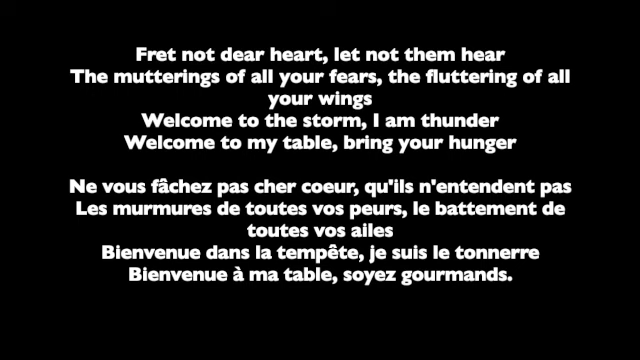 Fret not dear heart, let not them hear
The mutterings of all your fears, the fluttering of all
your wings
Welcome to the storm, I am thunder
Welcome to my table, bring your hunger
Ne vous fâchez pas cher coeur, qu'ils n'entendent pas
Les murmures de toutes vos peurs, le battement de
toutes vos ailes
Bienvenue dans la tempête, je suis le tonnerre
Bienvenue à ma table, soyez gourmands.